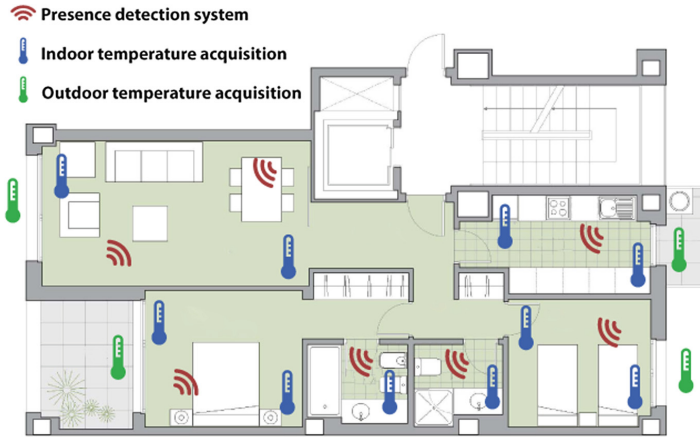 Presence detection system
Indoor temperature acquisition
Outdoor temperature acquisition